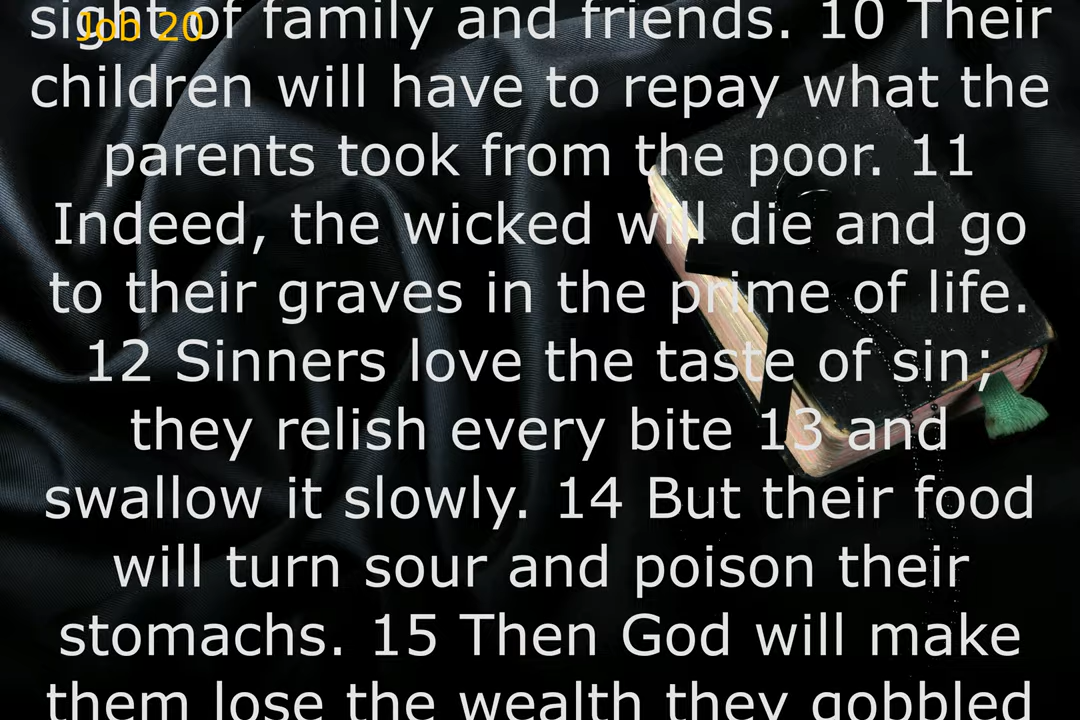 Job 20
sight of family and friends. 10 Their
children will have to repay what the
parents took from the poor. 11
Indeed, the wicked will die and go
to their graves in the prime of life.
12 Sinners love the taste of sin;
they relish every bite 13 and
swallow it slowly. 14 But their food
will turn sour and poison their
stomachs. 15 Then God will make
them lose the wealth they gobbled